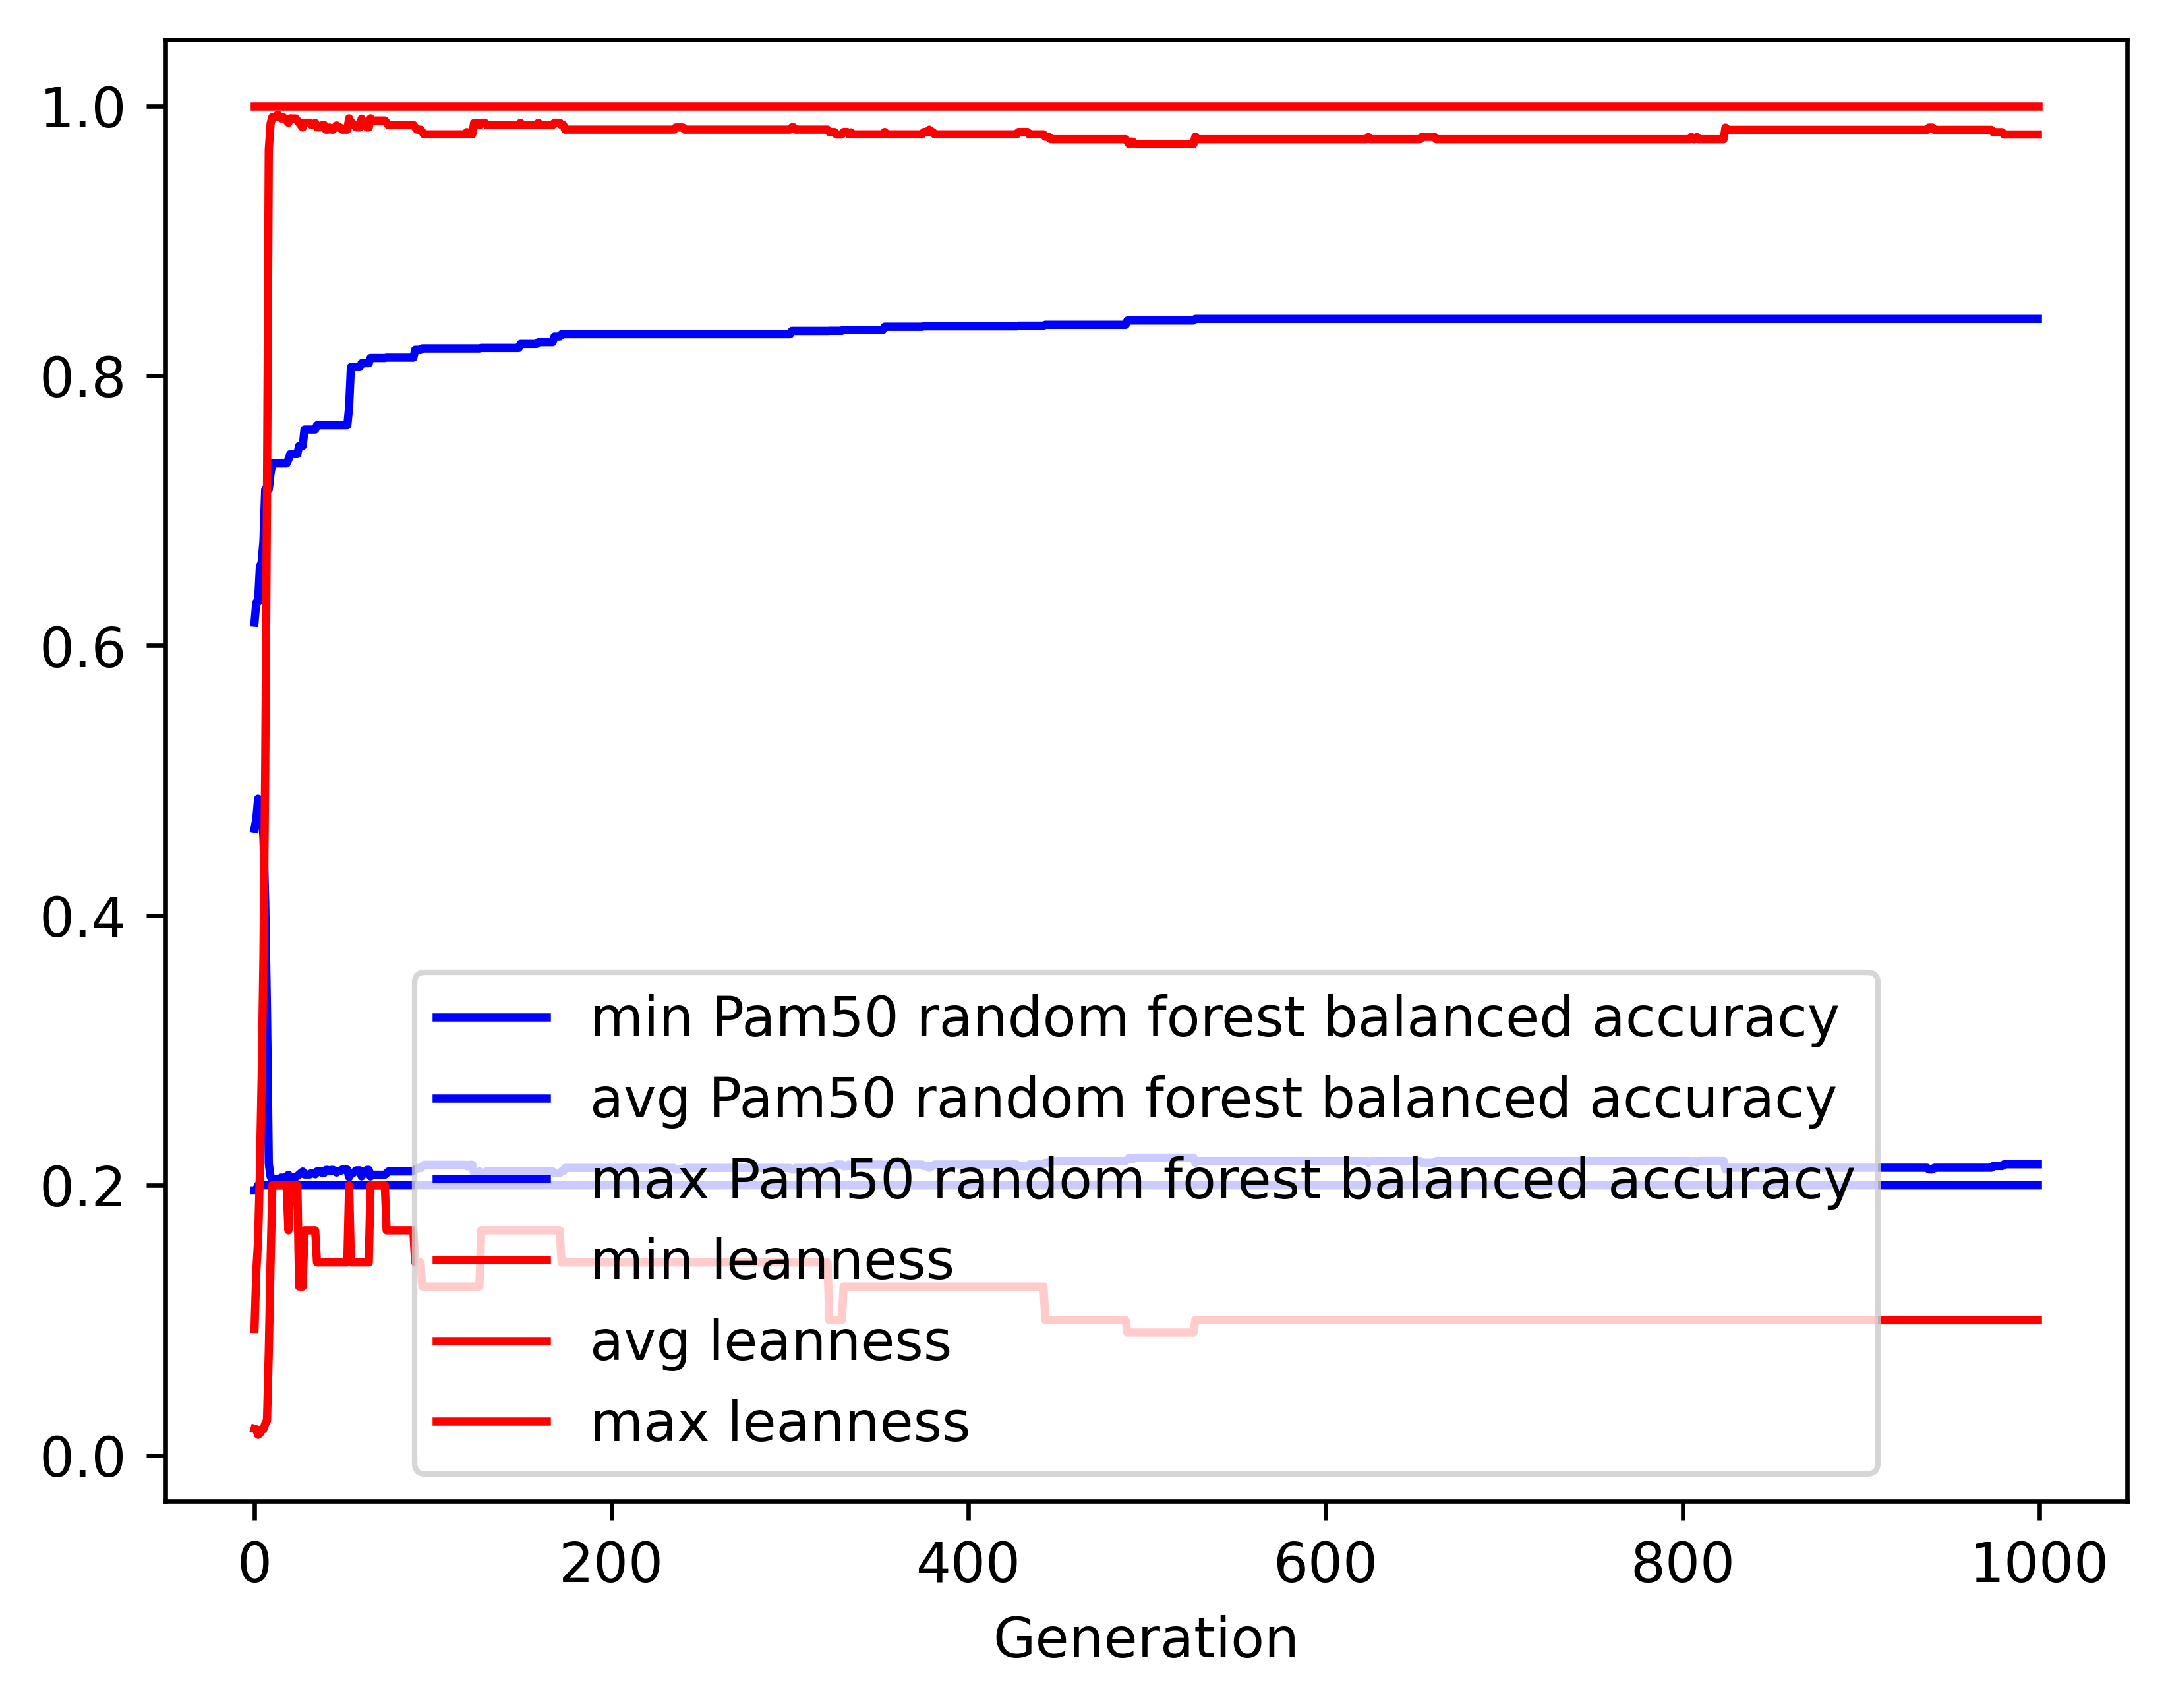 1.0
0.8
0.6
0.4
0.2
0.0
min Pam50 random forest balanced accuracy
avg Pam50 random forest balanced accuracy
max Pam50 random forest balanced accuracy
min leanness
avg leanness
max leanness
0 200 400 600 800 1000
Generation